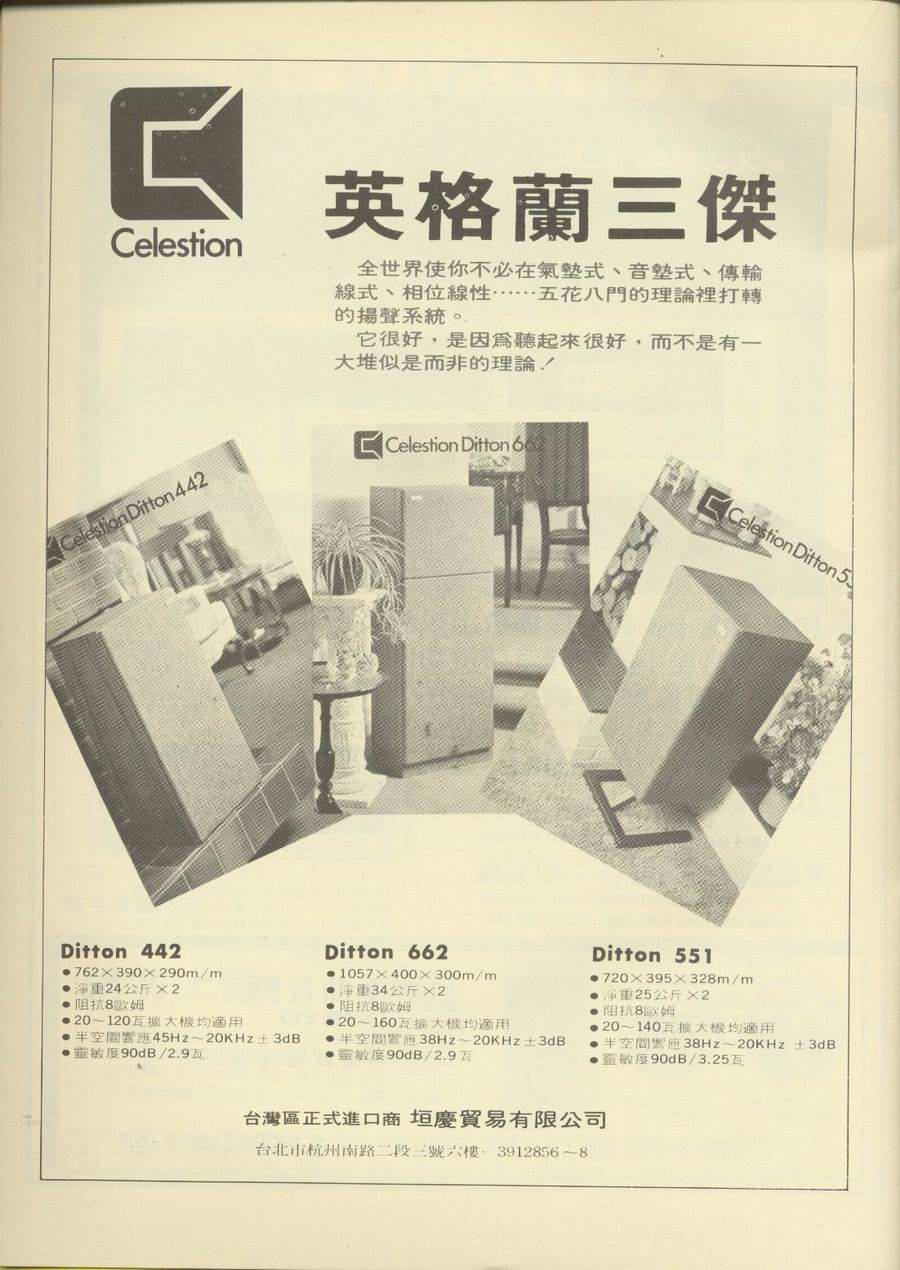 Celestion
英格蘭三傑
全世界使你不必在氣墊式、音墊式、傳輸
線式、相位線性⋯⋯五花八門的理論裡打轉
的揚聲系統。
它很好，是因爲聽起來很好，而不是有一
大堆似是而非的理論！
Celestion Ditton 442
Celestion Ditton 662
Celestion Ditton 55
Ditton 442
●762×390×290m/m
●淨重24公斤×2
●阻抗8歐姆
●20～120瓦擴大機均適用
●半空間響應45Hz～20KHz±3dB
●靈敏度90dB/2.9瓦
Ditton 662
●1057×400×300m/m
●淨重34公斤×2
●阻抗8歐姆
●20～160瓦擴大機均適用
●半空間響應38Hz～20KHz±3dB
●靈敏度90dB/2.9瓦
Ditton 551
●720×395×328m/m
●淨重25公斤×2
●阻抗8歐姆
●20～140瓦擴大機均適用
●半空間響應38Hz～20KHz ±3dB
●靈敏度90dB/3.25瓦
台灣區正式進口商 垣慶貿易有限公司
台北市杭州南路二段三號六樓· 3912856～8